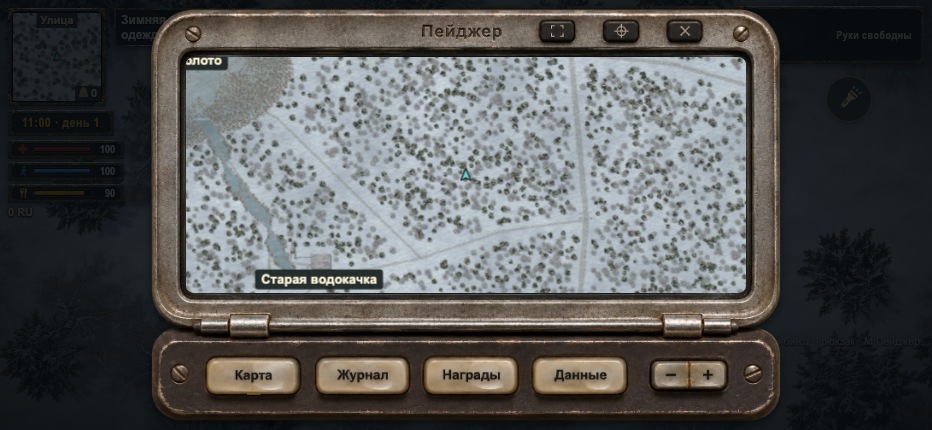 Улица
Зимняя
одеж
Пейджер
Руки свободны
олото
0
11:00 · день 1
100
100
90
0 RU
Старая водокачка
Карта
Журнал
Награды
Данные
− +